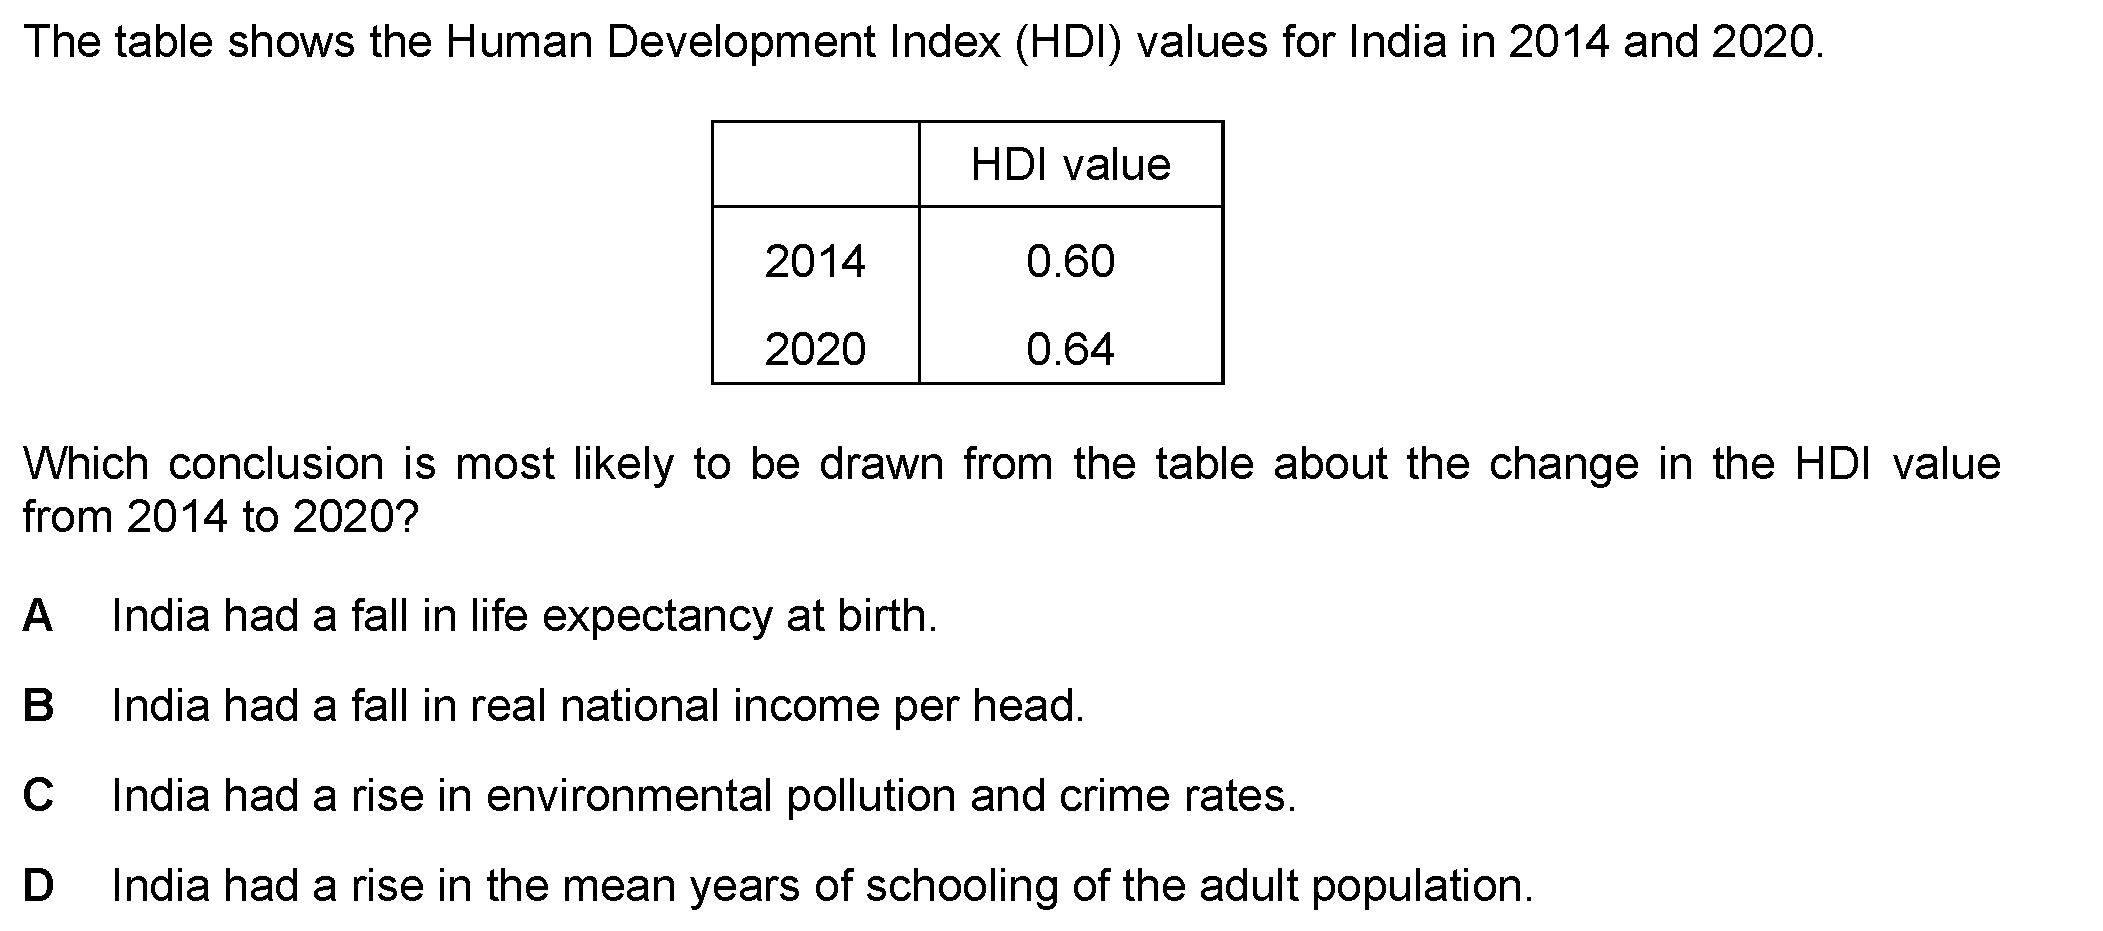 The table shows the Human Development Index (HDI) values for India in 2014 and 2020.
HDI value
2014 0.60
2020 0.64
Which conclusion is most likely to be drawn from the table about the change in the HDI value
from 2014 to 2020?
A India had a fall in life expectancy at birth.
B India had a fall in real national income per head.
C India had a rise in environmental pollution and crime rates.
D India had a rise in the mean years of schooling of the adult population.